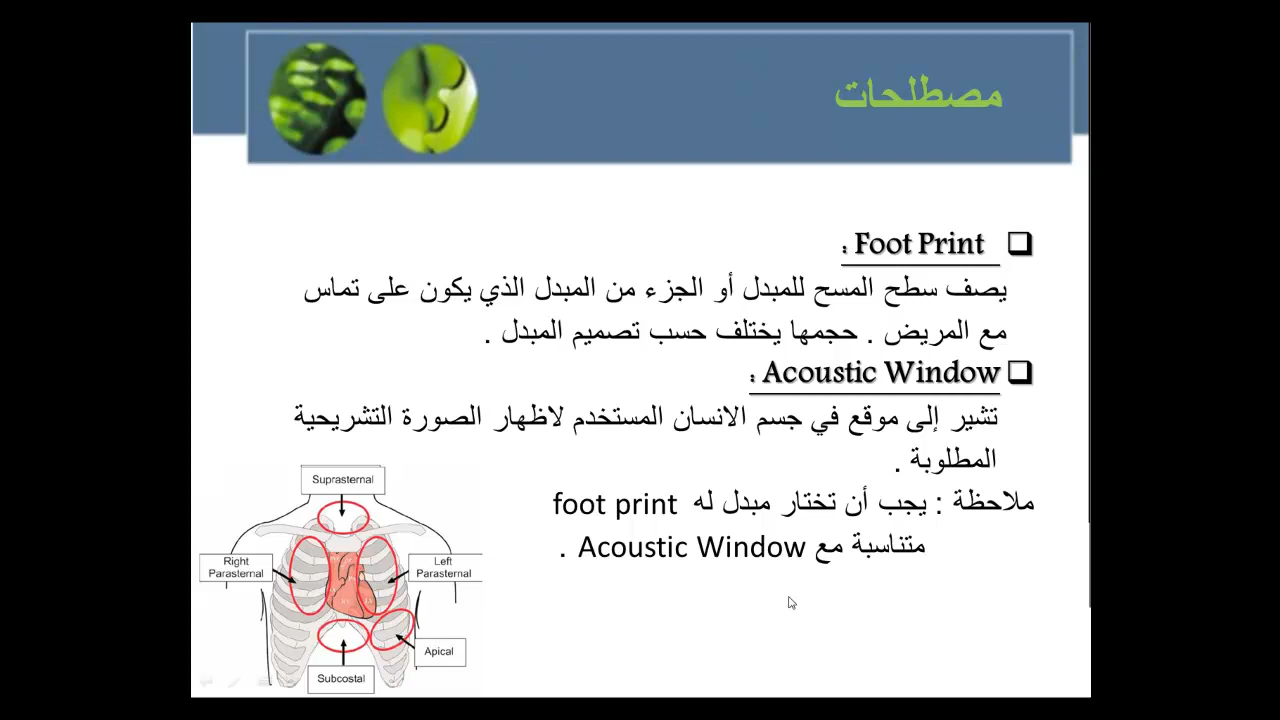 مصطلحات
Foot Print :
يصف سطح المسح للمبدل أو الجزء من المبدل الذي يكون على تماس
مع المريض . حجمها يختلف حسب تصميم المبدل .
Acoustic Window :
تشير إلى موقع في جسم الانسان المستخدم لاظهار الصورة التشريحية
المطلوبة .
ملاحظة : يجب أن تختار مبدل له foot print
متناسبة مع Acoustic Window .
Suprasternal
Right
Parasternal
Left
Parasternal
Apical
Subcostal